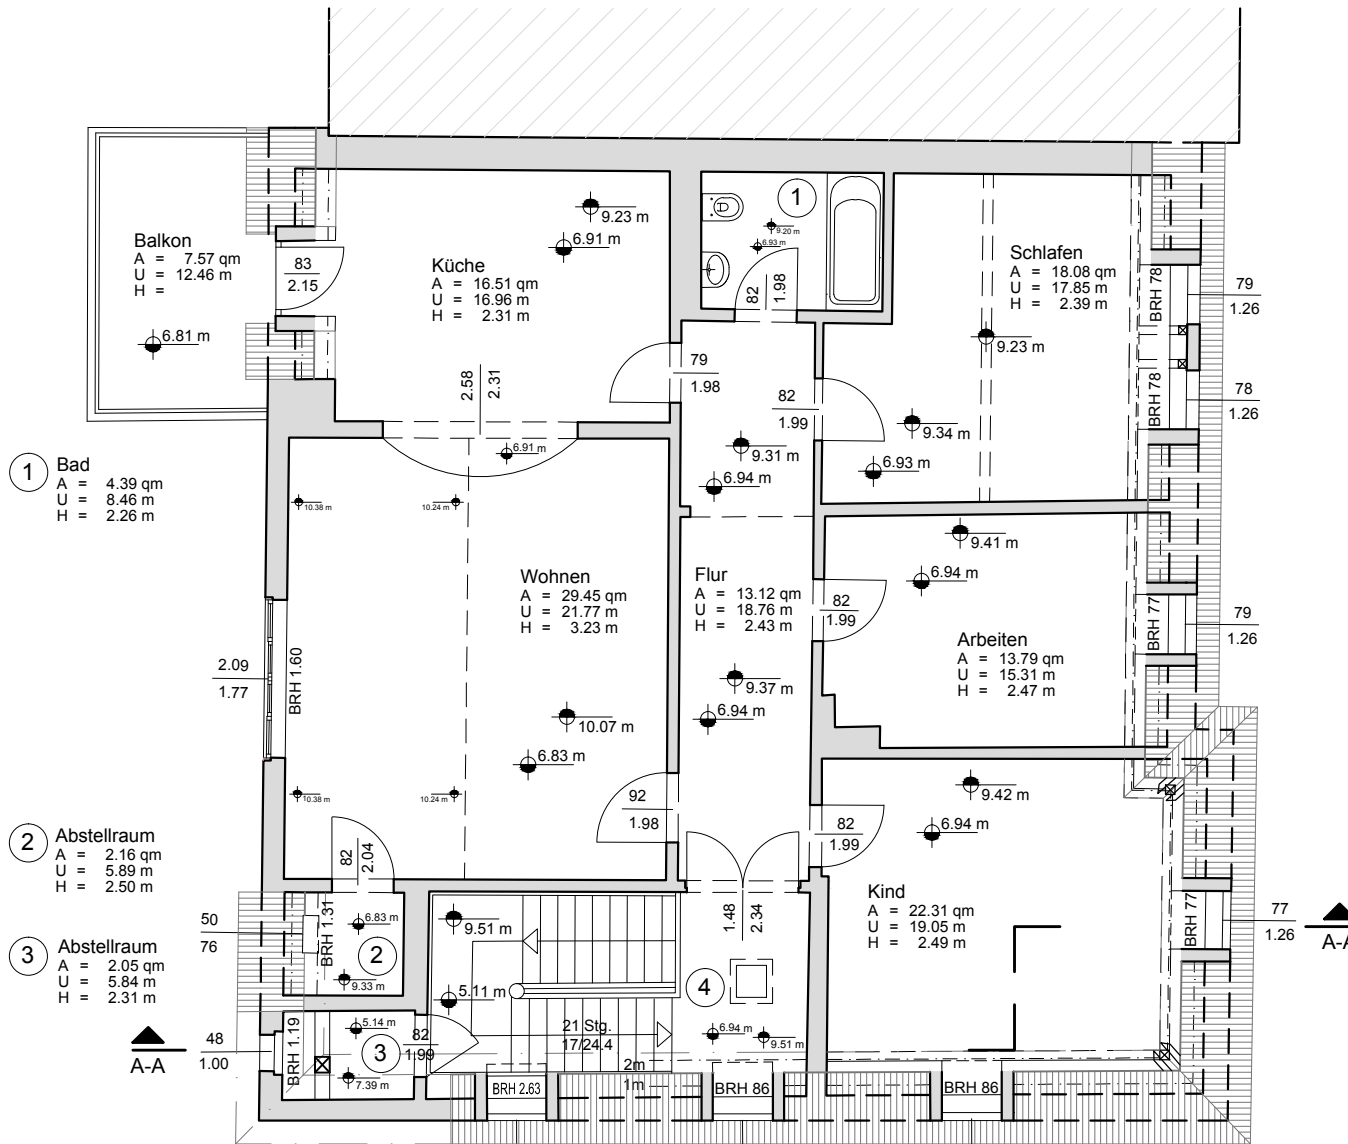 9.23 m
6.91 m
1
9.20 m
6.93 m
82
1.98
Balkon
A = 7.57 qm
U = 12.46 m
H =
6.81 m
83
2.15
Küche
A = 16.51 qm
U = 16.96 m
H = 2.31 m
Schlafen
A = 18.08 qm
U = 17.85 m
H = 2.39 m
9.23 m
BRH 78
79
1.26
BRH 78
78
1.26
2.58
2.31
79
1.98
82
1.99
9.34 m
6.93 m
9.31 m
6.94 m
6.91 m
10.38 m
10.24 m
1
Bad
A = 4.39 qm
U = 8.46 m
H = 2.26 m
Wohnen
A = 29.45 qm
U = 21.77 m
H = 3.23 m
Flur
A = 13.12 qm
U = 18.76 m
H = 2.43 m
9.41 m
6.94 m
82
1.99
Arbeiten
A = 13.79 qm
U = 15.31 m
H = 2.47 m
BRH 77
79
1.26
2.09
1.77
BRH 1.60
9.37 m
6.94 m
10.07 m
6.83 m
10.38 m
10.24 m
92
1.98
82
1.99
9.42 m
6.94 m
2
Abstellraum
A = 2.16 qm
U = 5.89 m
H = 2.50 m
82
2.04
Kind
A = 22.31 qm
U = 19.05 m
H = 2.49 m
BRH 77
77
1.26
A-A
50
76
BRH 1.31
6.83 m
2
9.33 m
9.51 m
5.11 m
1.48
2.34
4
3
Abstellraum
A = 2.05 qm
U = 5.84 m
H = 2.31 m
A-A
48
1.00
BRH 1.19
5.14 m
3
7.39 m
82
1.99
21 Stg.
17/24.4
6.94 m
9.51 m
2m
1m
BRH 2.63
BRH 86
BRH 86